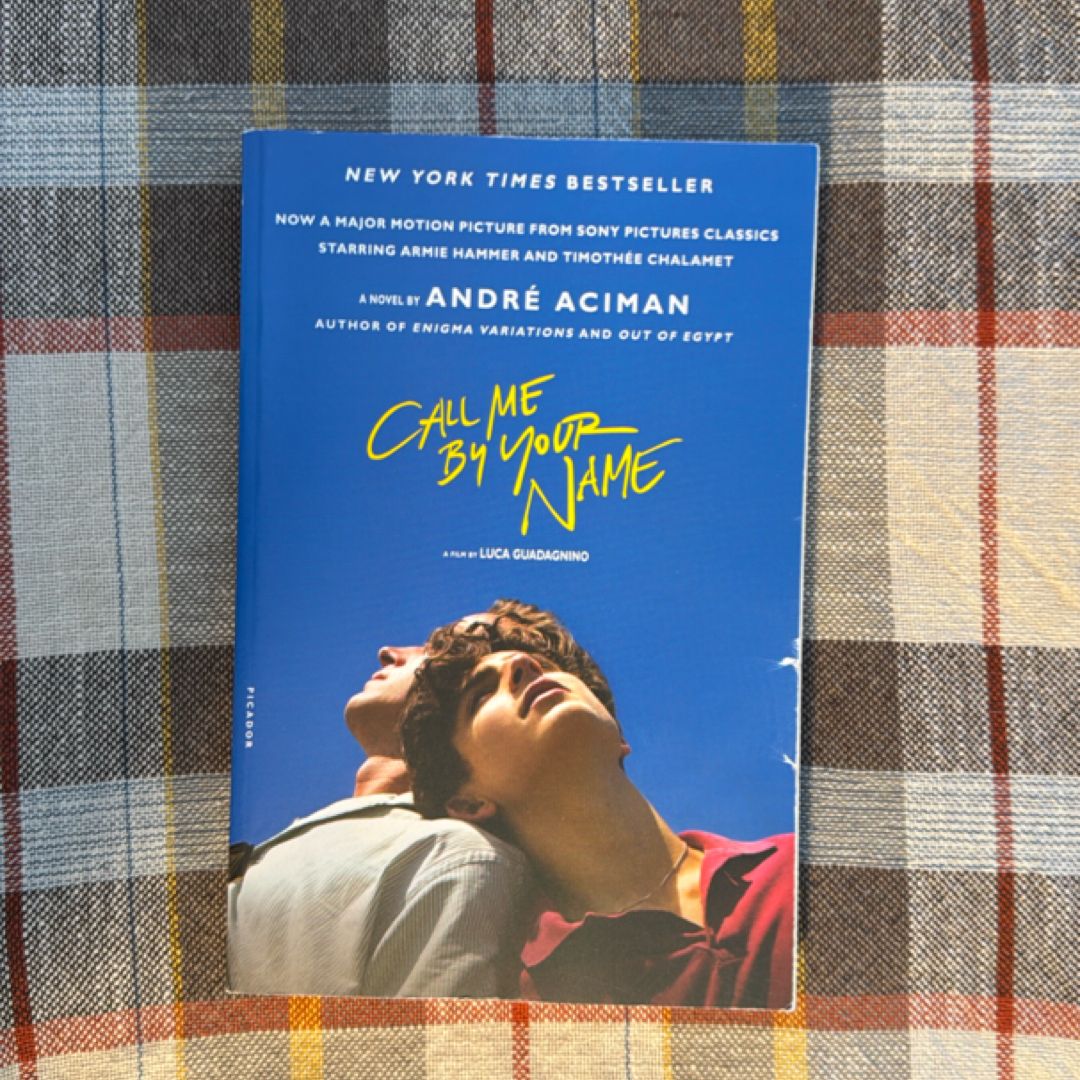 NEW YORK TIMES BESTSELLER
NOW A MAJOR MOTION PICTURE FROM SONY PICTURES CLASSICS
STARRING ARMIE HAMMER AND TIMOTHÉE CHALAMET
A NOVEL BY ANDRÉ ACIMAN
AUTHOR OF ENIGMA VARIATIONS AND OUT OF EGYPT
CALL ME
BY YOUR
NAME
A FILM BY LUCA GUADAGNINO
PICADOR